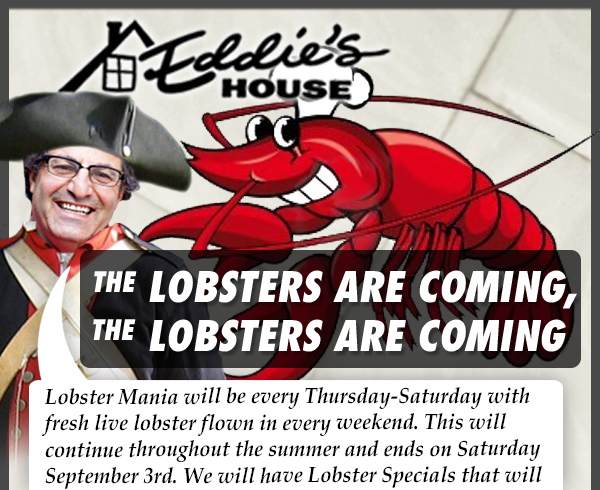 Eddie's
HOUSE
THE LOBSTERS ARE COMING,
THE LOBSTERS ARE COMING
Lobster Mania will be every Thursday-Saturday with
fresh live lobster flown in every weekend. This will
continue throughout the summer and ends on Saturday
September 3rd. We will have Lobster Specials that will